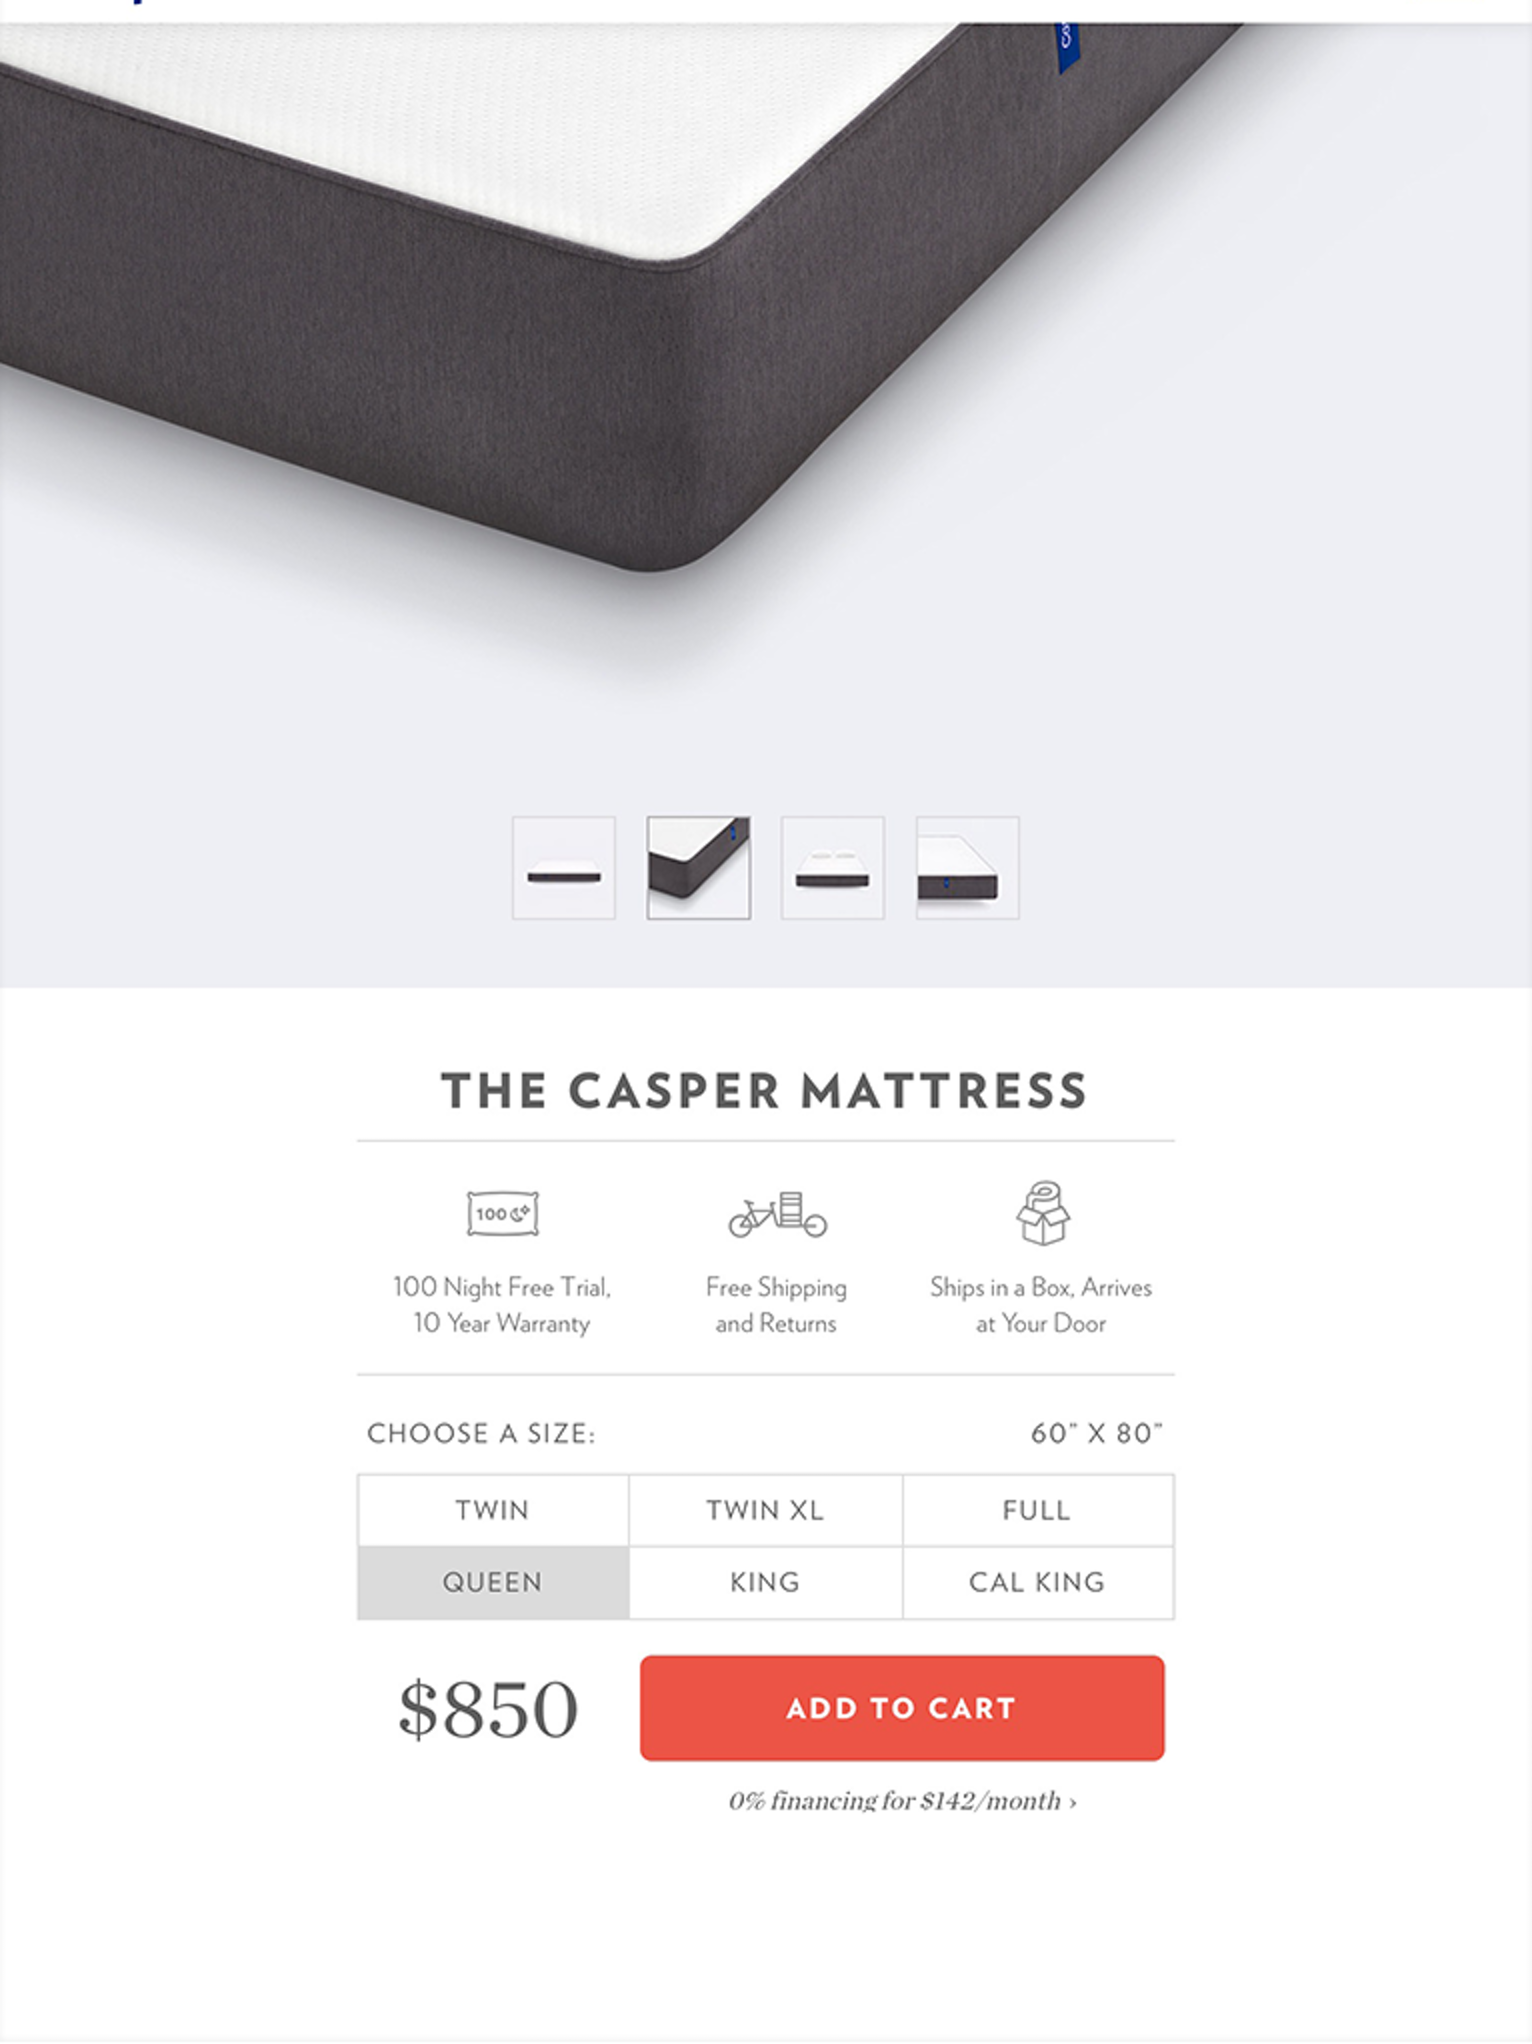 THE CASPER MATTRESS
100
100 Night Free Trial,
10 Year Warranty
Free Shipping
and Returns
Ships in a Box, Arrives
at Your Door
CHOOSE A SIZE:
60” X 80”
TWIN
TWIN XL
FULL
QUEEN
KING
CAL KING
$850
ADD TO CART
0% financing for $142/month ›